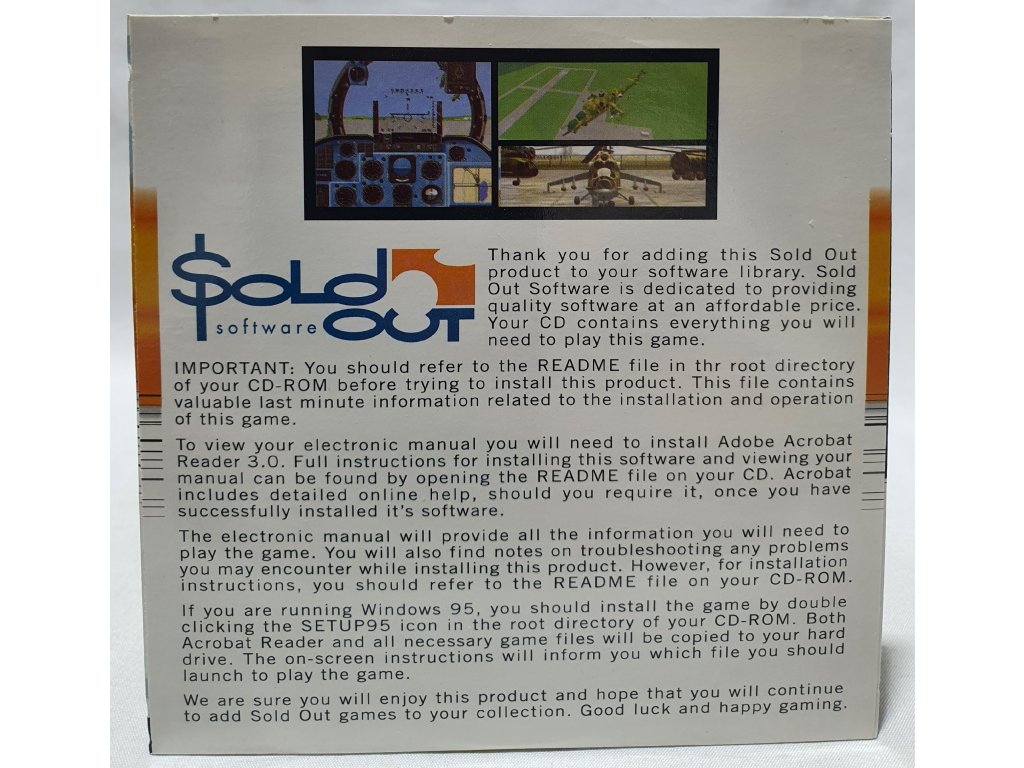 $old
software Out
Thank you for adding this Sold Out
product to your software library. Sold
Out Software is dedicated to providing
quality software at an affordable price.
Your CD contains everything you will
need to play this game.
IMPORTANT: You should refer to the README file in thr root directory
of your CD-ROM before trying to install this product. This file contains
valuable last minute information related to the installation and operation
of this game.
To view your electronic manual you will need to install Adobe Acrobat
Reader 3.0. Full instructions for installing this software and viewing your
manual can be found by opening the README file on your CD. Acrobat
includes detailed online help, should you require it, once you have
successfully installed it's software.
The electronic manual will provide all the information you will need to
play the game. You will also find notes on troubleshooting any problems
you may encounter while installing this product. However, for installation
instructions, you should refer to the README file on your CD-ROM.
If you are running Windows 95, you should install the game by double
clicking the SETUP95 icon in the root directory of your CD-ROM. Both
Acrobat Reader and all necessary game files will be copied to your hard
drive. The on-screen instructions will inform you which file you should
launch to play the game.
We are sure you will enjoy this product and hope that you will continue
to add Sold Out games to your collection. Good luck and happy gaming.